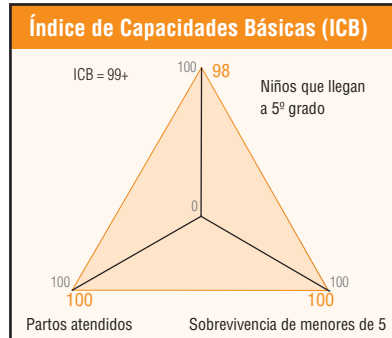 Índice de Capacidades Básicas (ICB)
ICB = 99+
100
98
Niños que llegan
a 5º grado
0
100
100
100
100
Partos atendidos
Sobrevivencia de menores de 5